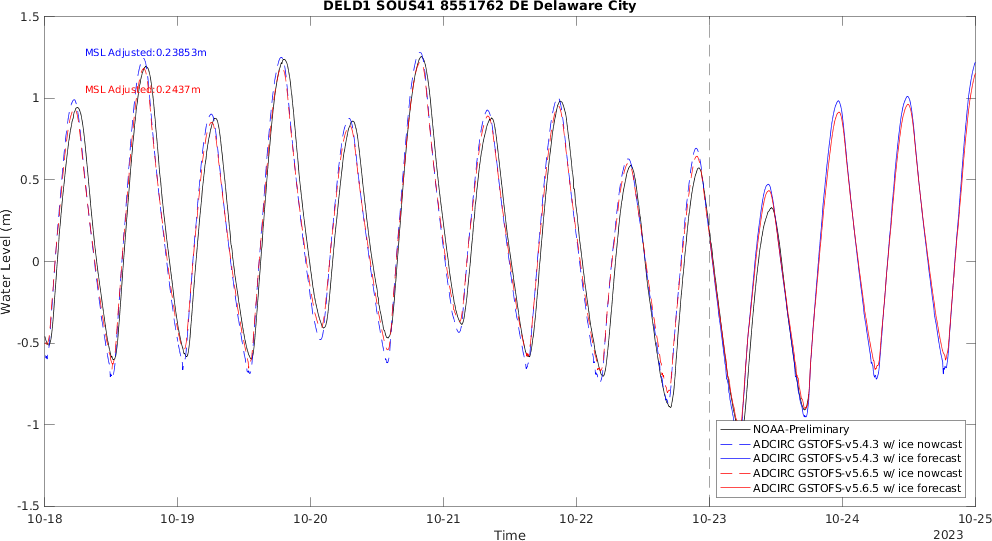 DELD1 SOUS41 8551762 DE Delaware City
1.5
MSL Adjusted:0.23853m
1
MSL Adjusted:0.2437m
0.5
Water Level (m)
0
-0.5
-1
NOAA-Preliminary
ADCIRC GSTOFS-v5.4.3 w/ ice nowcast
ADCIRC GSTOFS-v5.4.3 w/ ice forecast
ADCIRC GSTOFS-v5.6.5 w/ ice nowcast
ADCIRC GSTOFS-v5.6.5 w/ ice forecast
-1.5
10-18 10-19 10-20 10-21 10-22 10-23 10-24 10-25
Time
2023